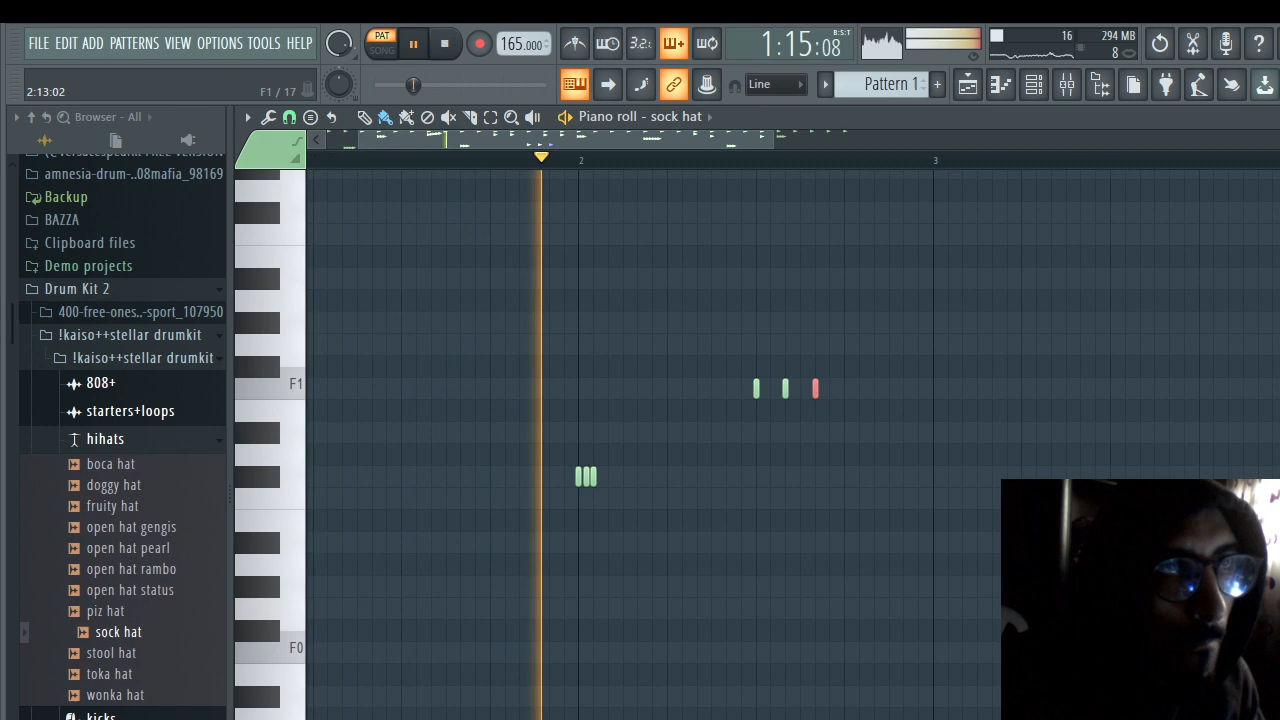 FILE EDIT ADD PATTERNS VIEW OPTIONS TOOLS HELP
PAT
SONG
165.000
3.2:
1:15:08
B:S:T
16
294 MB
8
2:13:02
F1 / 17
Line
Pattern 1
+
?
Browser - All
Piano roll - sock hat
amnesia-drum-..08mafia_98169
Backup
BAZZA
Clipboard files
Demo projects
Drum Kit 2
400-free-ones..-sport_107950
!kaiso++stellar drumkit
!kaiso++stellar drumkit
808+
starters+loops
hihats
boca hat
doggy hat
fruity hat
open hat gengis
open hat pearl
open hat rambo
open hat status
piz hat
sock hat
stool hat
toka hat
wonka hat
kicks
2
3
F1
F0